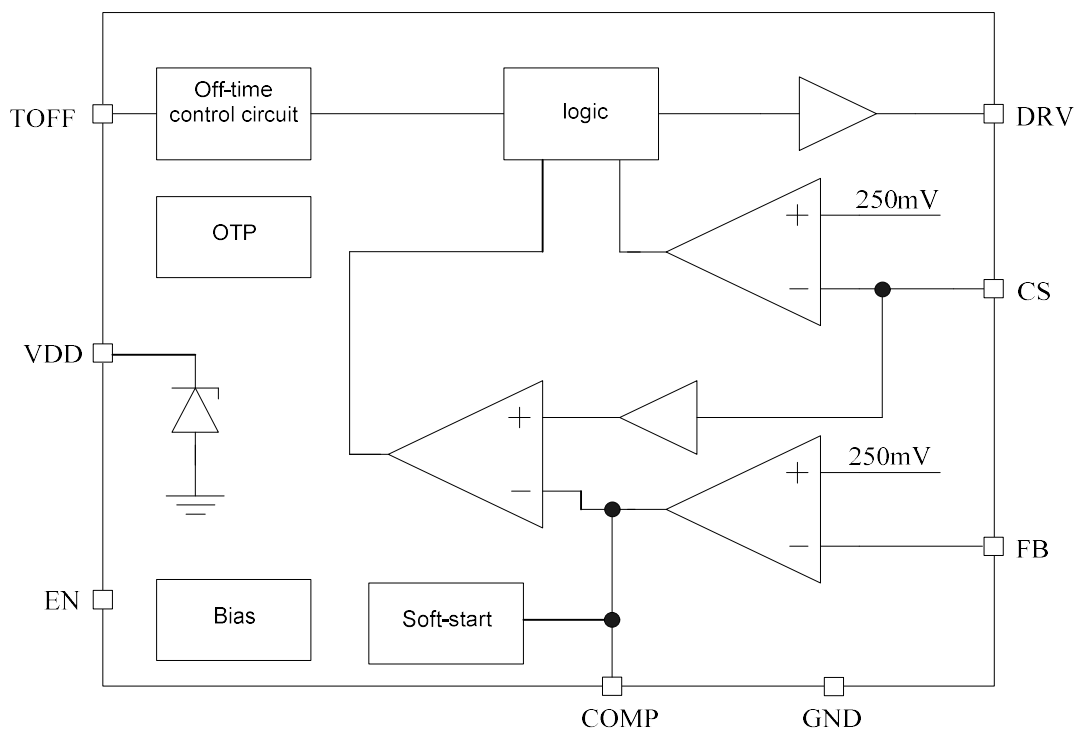 Off-time
control circuit
TOFF
logic
DRV
250mV
+
OTP
−
CS
VDD
+
250mV
+
−
−
FB
EN
Bias
Soft-start
COMP
GND